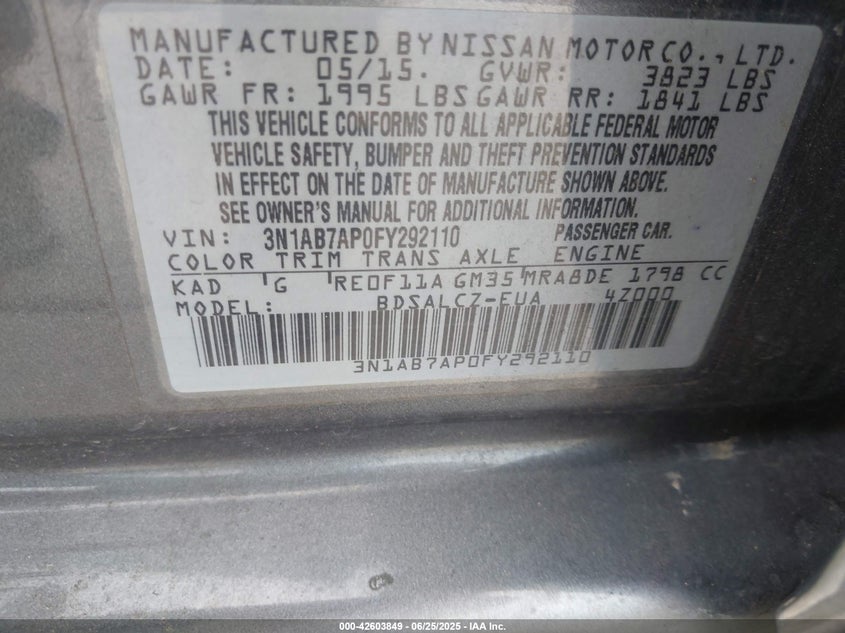 MANUFACTURED BY NISSAN MOTOR CO., LTD.
DATE: 05/15. GVWR: 3823 LBS
GAWR FR: 1995 LBS GAWR RR: 1841 LBS
THIS VEHICLE CONFORMS TO ALL APPLICABLE FEDERAL MOTOR
VEHICLE SAFETY, BUMPER AND THEFT PREVENTION STANDARDS
IN EFFECT ON THE DATE OF MANUFACTURE SHOWN ABOVE.
SEE OWNER'S MANUAL FOR ADDITIONAL INFORMATION.
VIN: 3N1AB7AP0FY292110 PASSENGER CAR.
COLOR TRIM TRANS AXLE ENGINE
KAD G RE0F11A GM35 MRA8DE 1798 CC
MODEL: BDSALCZ-EUA 4Z000
3N1AB7AP0FY292110
000-42603849 | 06/25/2025 - IAA Inc.